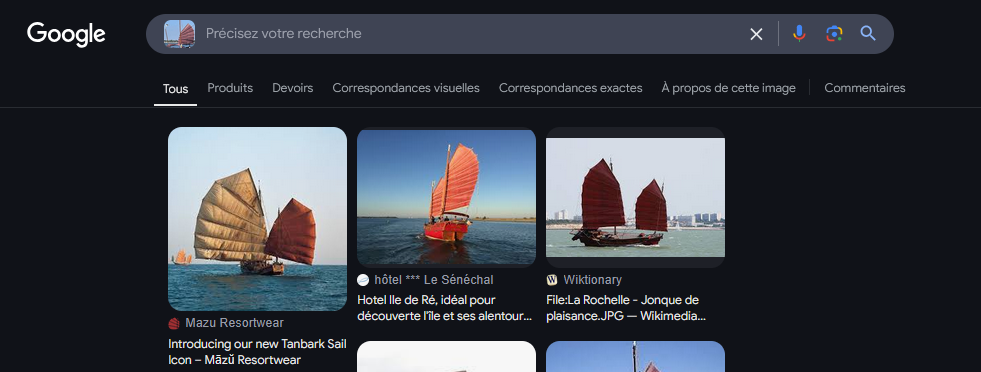 Google
Précisez votre recherche
Tous
Produits
Devoirs
Correspondances visuelles
Correspondances exactes
À propos de cette image
Commentaires
Mazu Resortwear
Introducing our new Tanbark Sail
Icon – Māzǔ Resortwear
hôtel *** Le Sénéchal
Hotel Ile de Ré, idéal pour
découverte l'île et ses alentour...
W Wiktionary
File:La Rochelle - Jonque de
plaisance.JPG — Wikimedia...